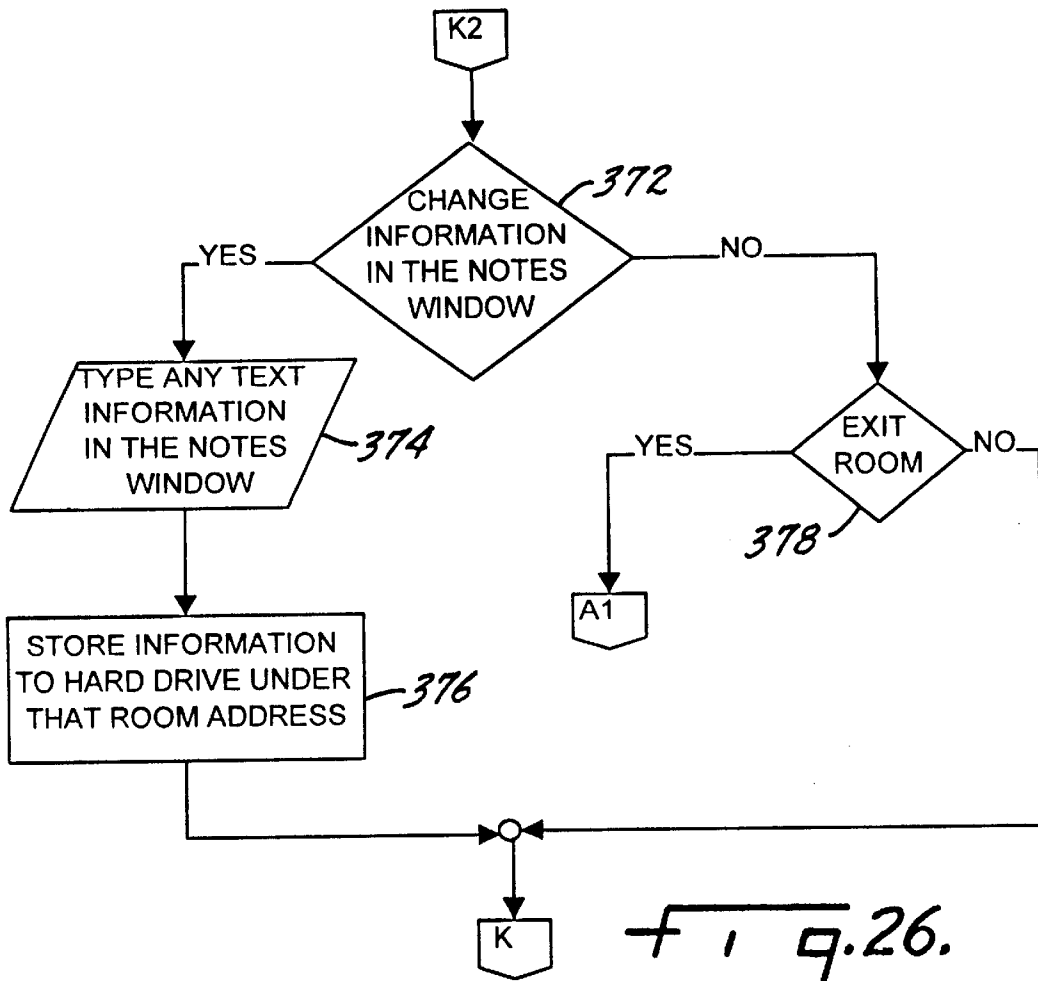 K2
372
CHANGE
INFORMATION
IN THE NOTES
WINDOW
YES
NO
TYPE ANY TEXT
INFORMATION
IN THE NOTES
WINDOW
374
EXIT
ROOM
YES
NO
378
A1
STORE INFORMATION
TO HARD DRIVE UNDER
THAT ROOM ADDRESS
376
K
fig.26.